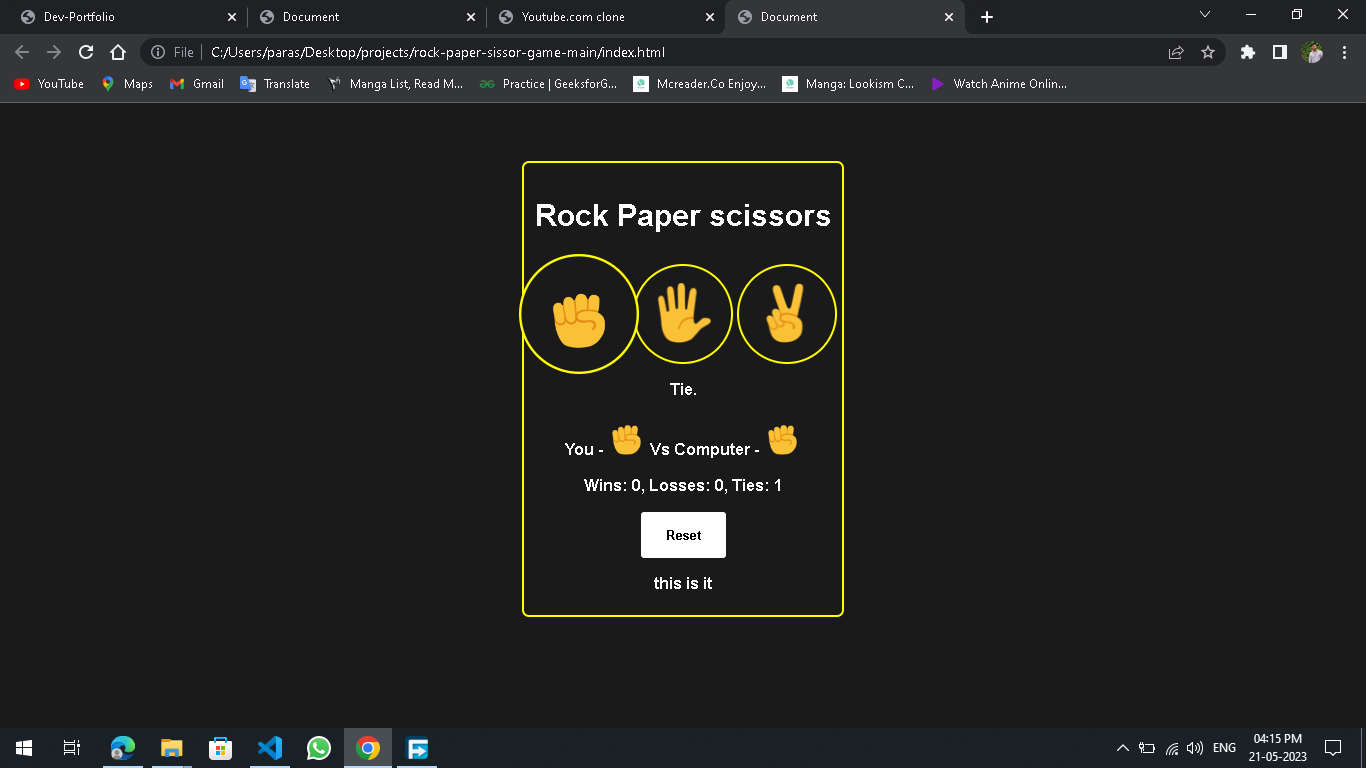 Dev-Portfolio
Document
Youtube.com clone
Document
File
C:/Users/paras/Desktop/projects/rock-paper-sissor-game-main/index.html
YouTube
Maps
Gmail
Translate
Manga List, Read M...
Practice | GeeksforG...
Mcreader.Co Enjoy...
Manga: Lookism C...
Watch Anime Onlin...
Rock Paper scissors
Tie.
You - Vs Computer -
Wins: 0, Losses: 0, Ties: 1
Reset
this is it
ENG
04:15 PM
21-05-2023